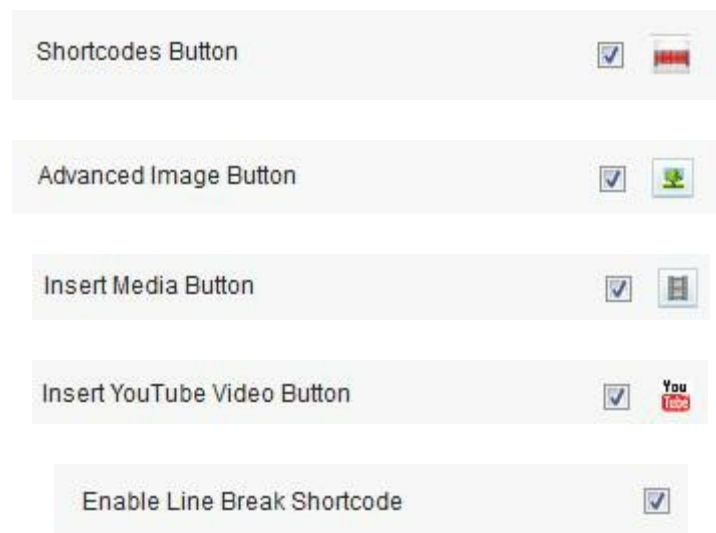 Shortcodes Button
Advanced Image Button
Insert Media Button
Insert YouTube Video Button
You
Tube
Enable Line Break Shortcode